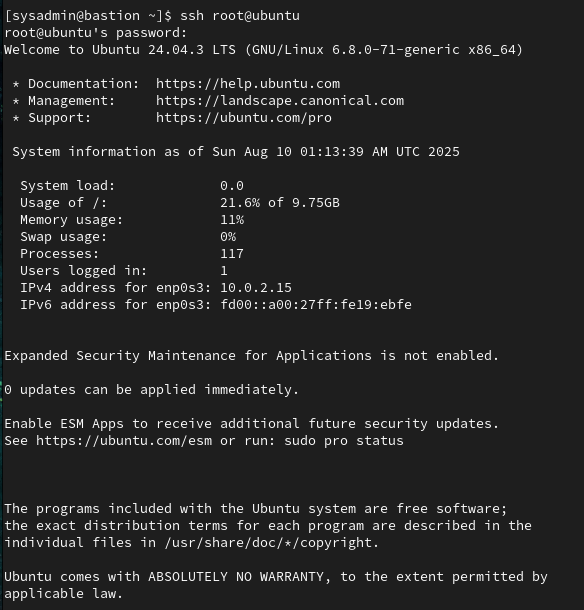 [sysadmin@bastion ~]$ ssh root@ubuntu
root@ubuntu's password:
Welcome to Ubuntu 24.04.3 LTS (GNU/Linux 6.8.0-71-generic x86_64)
* Documentation:  https://help.ubuntu.com
* Management:     https://landscape.canonical.com
* Support:        https://ubuntu.com/pro
System information as of Sun Aug 10 01:13:39 AM UTC 2025
System load:             0.0
Usage of /:              21.6% of 9.75GB
Memory usage:            11%
Swap usage:              0%
Processes:               117
Users logged in:         1
IPv4 address for enp0s3: 10.0.2.15
IPv6 address for enp0s3: fd00::a00:27ff:fe19:ebfe
Expanded Security Maintenance for Applications is not enabled.
0 updates can be applied immediately.
Enable ESM Apps to receive additional future security updates.
See https://ubuntu.com/esm or run: sudo pro status
The programs included with the Ubuntu system are free software;
the exact distribution terms for each program are described in the
individual files in /usr/share/doc/*/copyright.
Ubuntu comes with ABSOLUTELY NO WARRANTY, to the extent permitted by
applicable law.